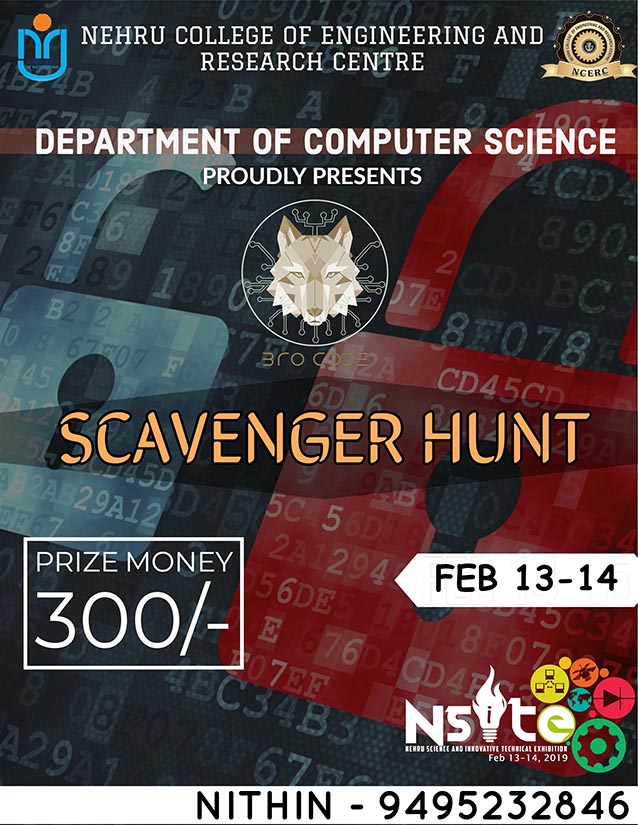 NEHRU COLLEGE OF ENGINEERING AND
RESEARCH CENTRE
NCERC
DEPARTMENT OF COMPUTER SCIENCE
PROUDLY PRESENTS
BrO CODE
SCAVENGER HUNT
PRIZE MONEY
300/-
FEB 13-14
Nsite
NEHRU SCIENCE AND INNOVATIVE TECHNICAL EXHIBITION
Feb 13-14, 2019
NITHIN - 9495232846